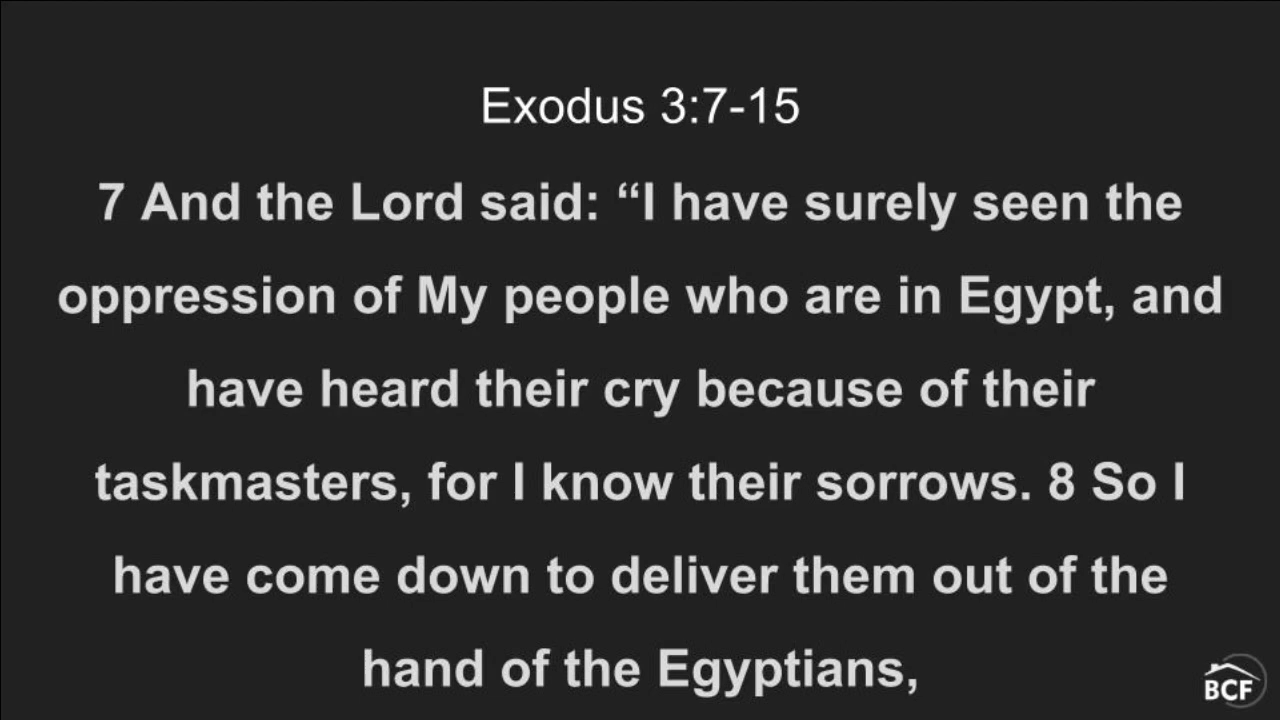 Exodus 3:7-15
7 And the Lord said: “I have surely seen the
oppression of My people who are in Egypt, and
have heard their cry because of their
taskmasters, for I know their sorrows. 8 So I
have come down to deliver them out of the
hand of the Egyptians,
BCF